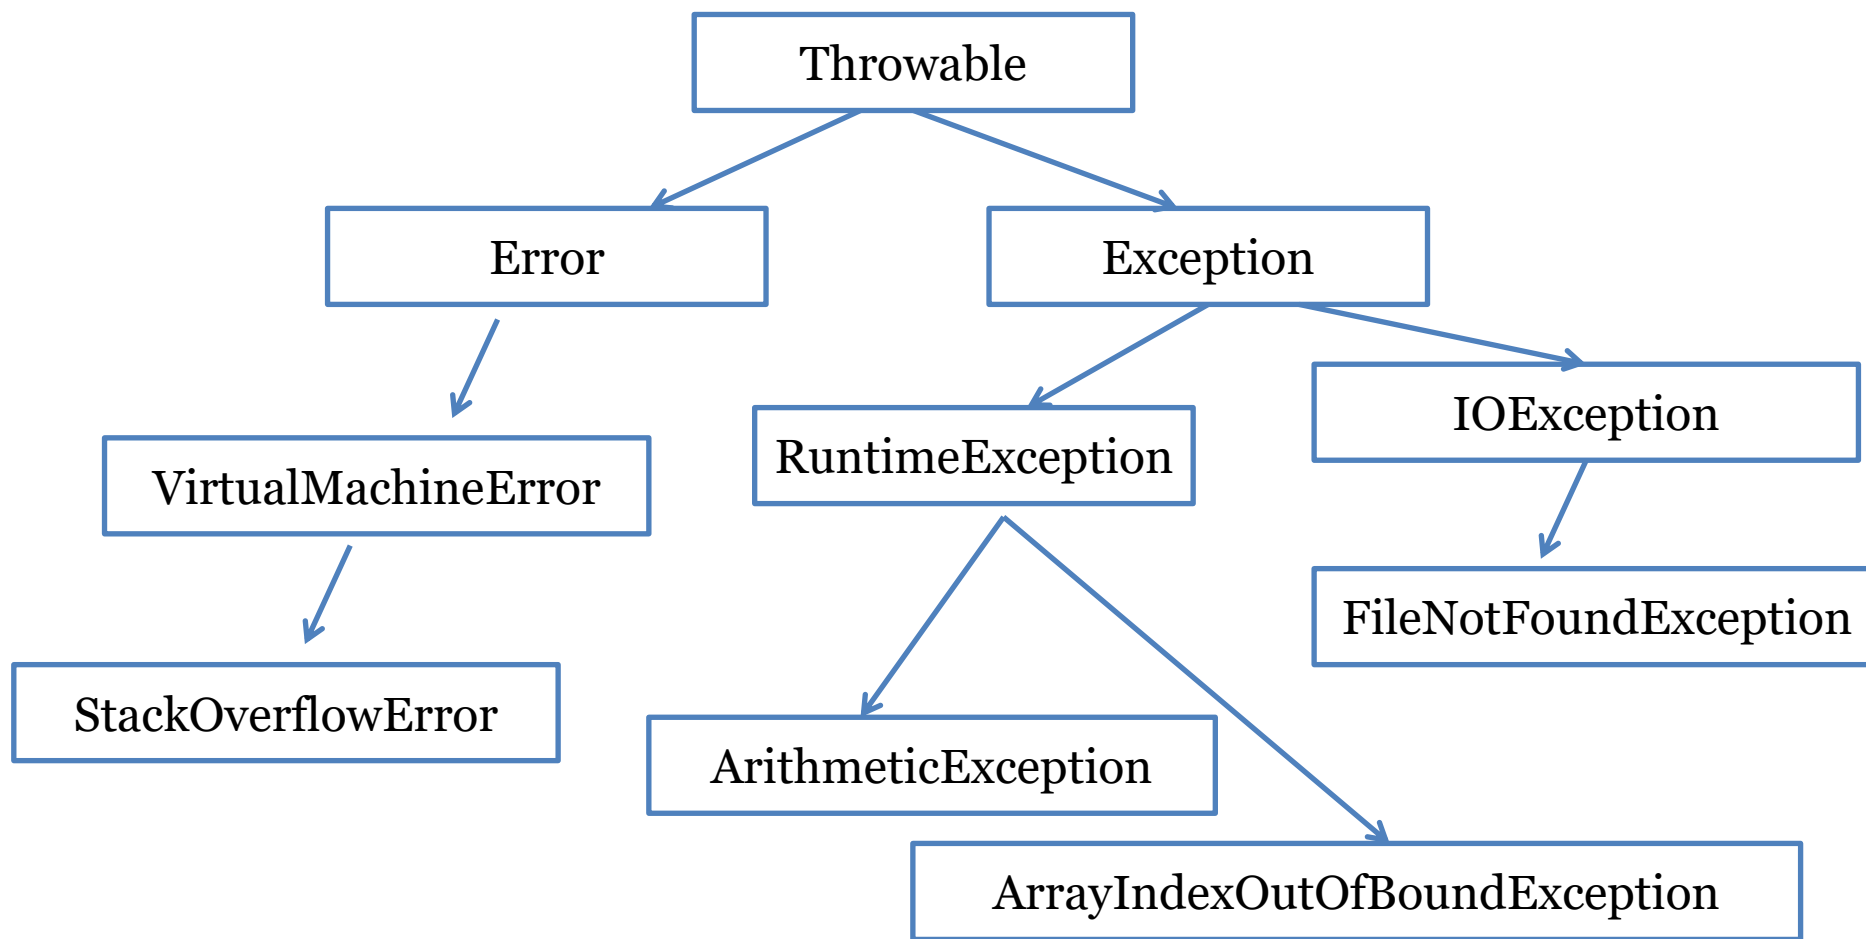 Throwable
Error
Exception
IOException
RuntimeException
VirtualMachineError
FileNotFoundException
StackOverflowError
ArithmeticException
ArrayIndexOutOfBoundException